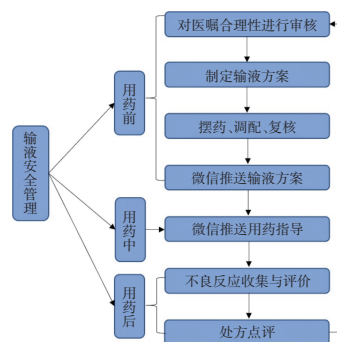 对医嘱合理性进行审核
制定输液方案
用药前
摆药、调配、复核
输液安全管理
微信推送输液方案
用药中
微信推送用药指导
用药后
不良反应收集与评价
处方点评